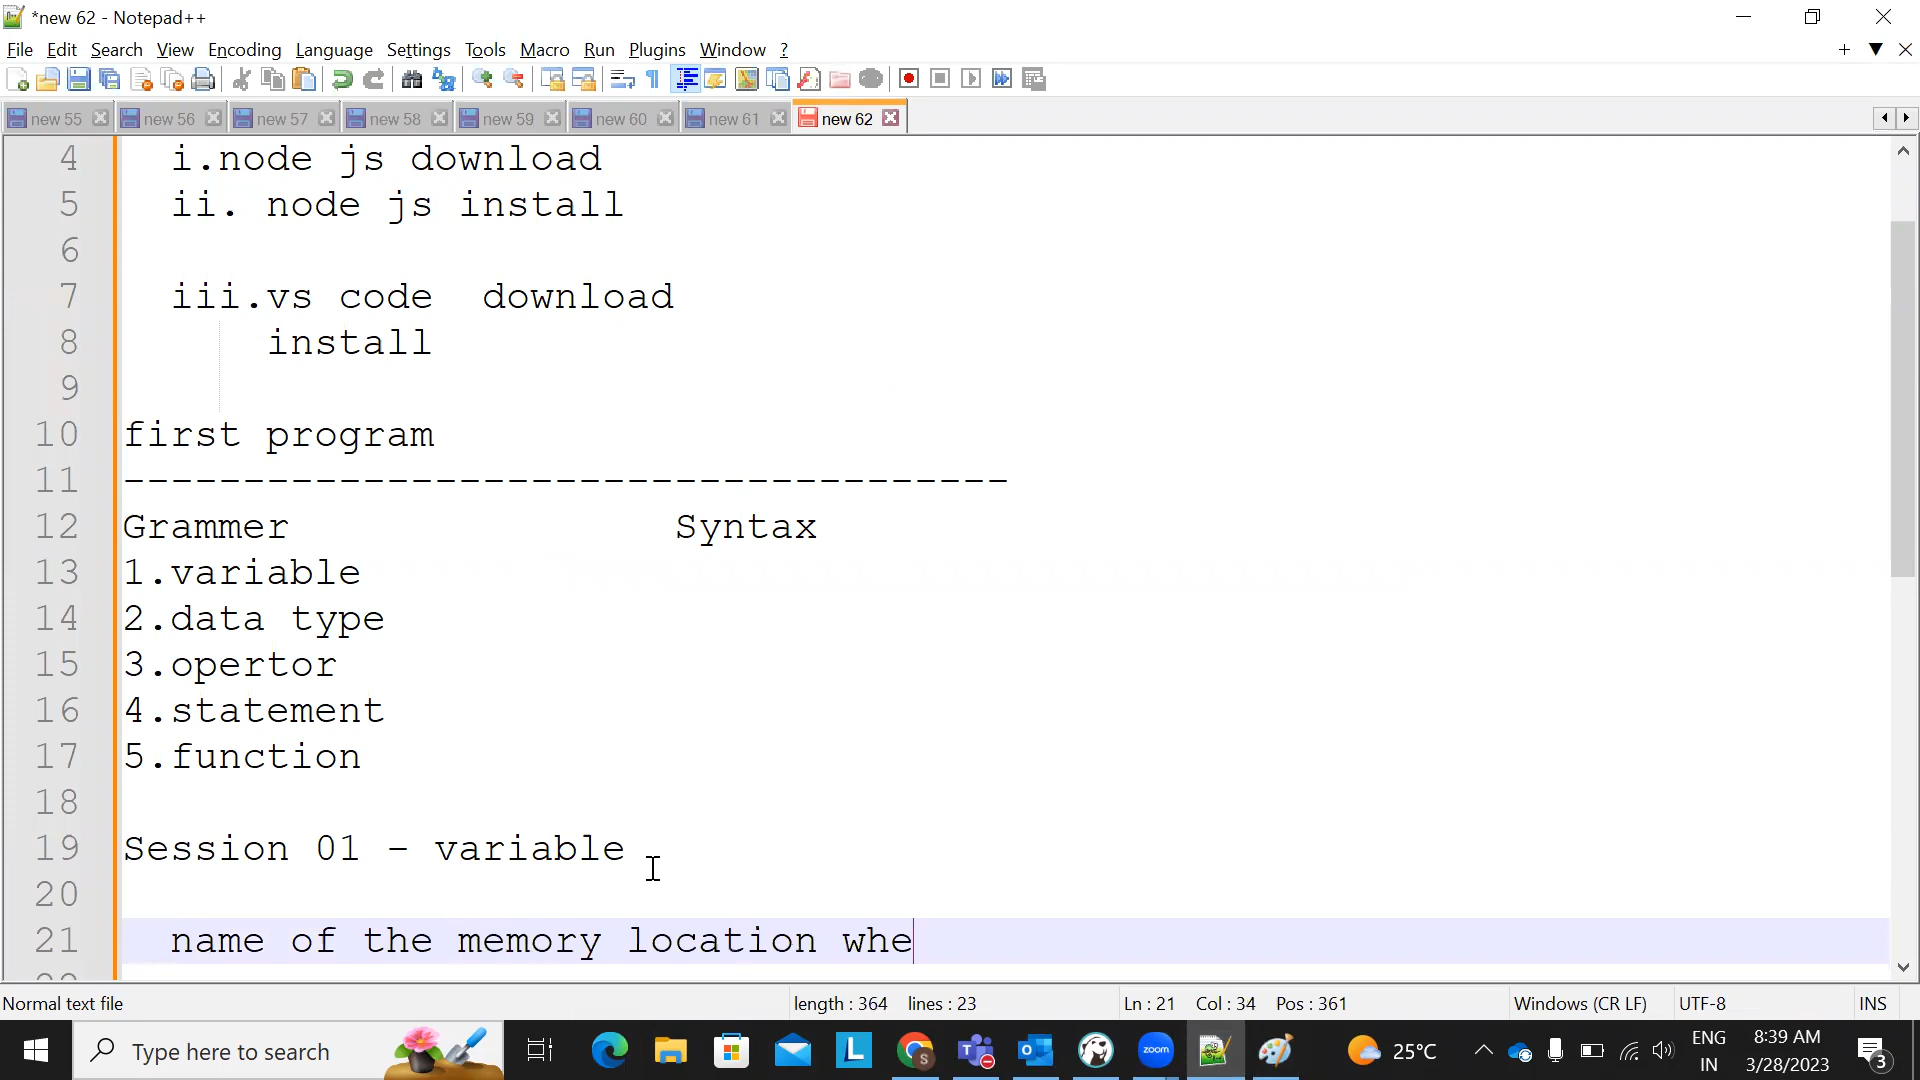 *new 62 - Notepad++
File Edit Search View Encoding Language Settings Tools Macro Run Plugins Window ?
new 55 new 56 new 57 new 58 new 59 new 60 new 61 new 62
4 i.node js download
5 ii. node js install
6
7 iii.vs code  download
8 install
9
10 first program
11 -------------------------------------
12 Grammer Syntax
13 1.variable
14 2.data type
15 3.opertor
16 4.statement
17 5.function
18
19 Session 01 - variable
20
21 name of the memory location whe
Normal text file length : 364 lines : 23 Ln : 21 Col : 34 Pos : 361 Windows (CR LF) UTF-8 INS
Type here to search L S zoom 25°C ENG IN 8:39 AM 3/28/2023 3